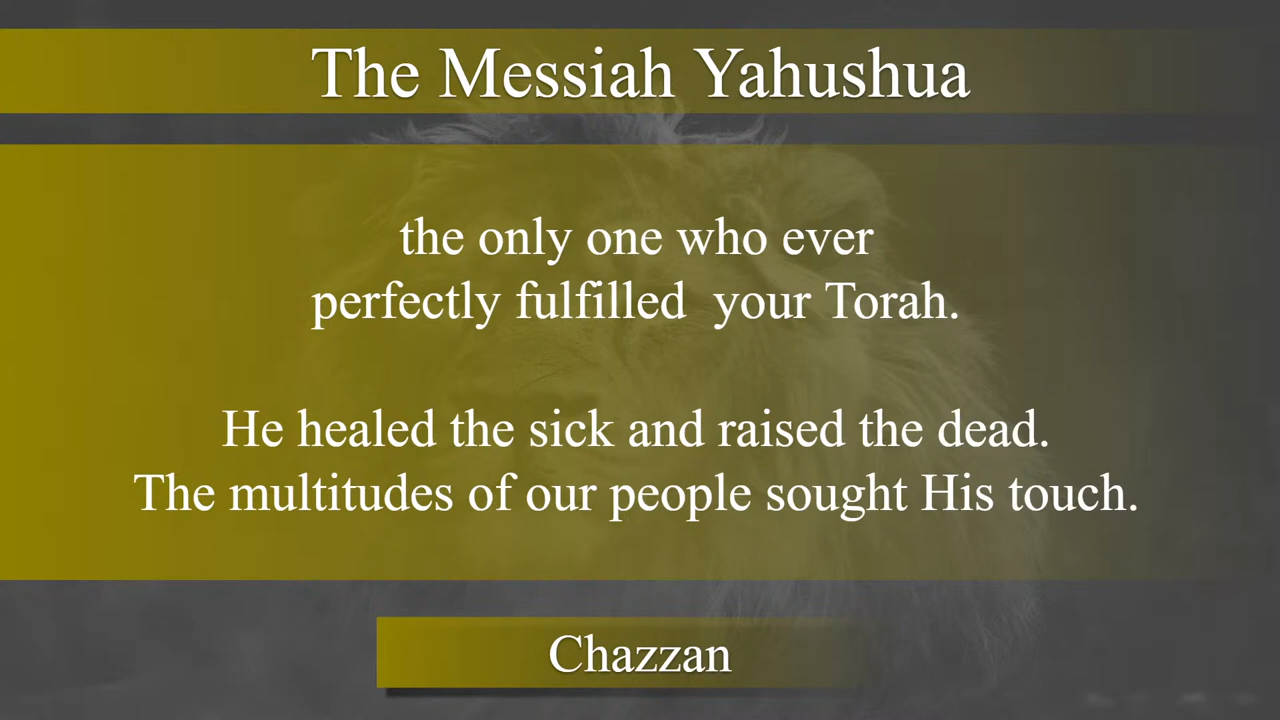 The Messiah Yahushua
the only one who ever
perfectly fulfilled  your Torah.
He healed the sick and raised the dead.
The multitudes of our people sought His touch.
Chazzan